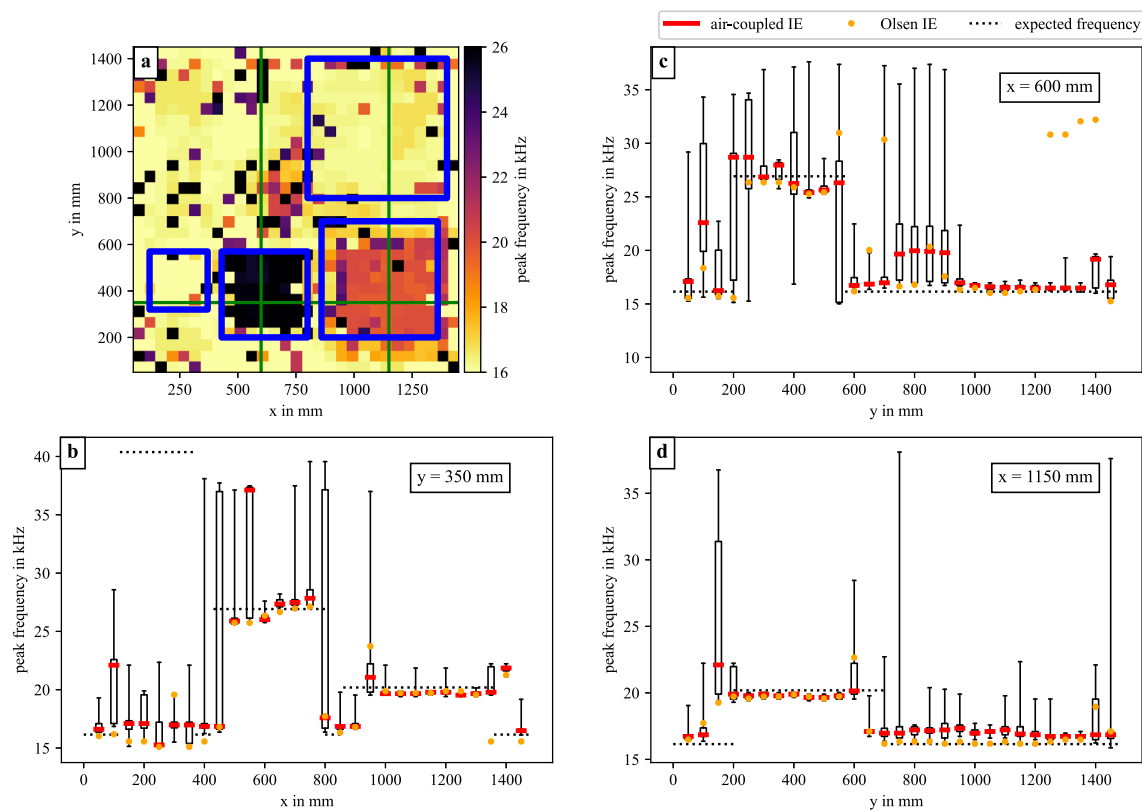 air-coupled IE Olsen IE expected frequency
a
1400
1200
1000
800
600
400
200
y in mm
250 500 750 1000 1250
x in mm
26
24
22
20
18
16
peak frequency in kHz
c
x = 600 mm
35
30
25
20
15
10
peak frequency in kHz
0 200 400 600 800 1000 1200 1400
y in mm
b
y = 350 mm
40
35
30
25
20
15
peak frequency in kHz
0 200 400 600 800 1000 1200 1400
x in mm
d
x = 1150 mm
35
30
25
20
15
peak frequency in kHz
0 200 400 600 800 1000 1200 1400
y in mm